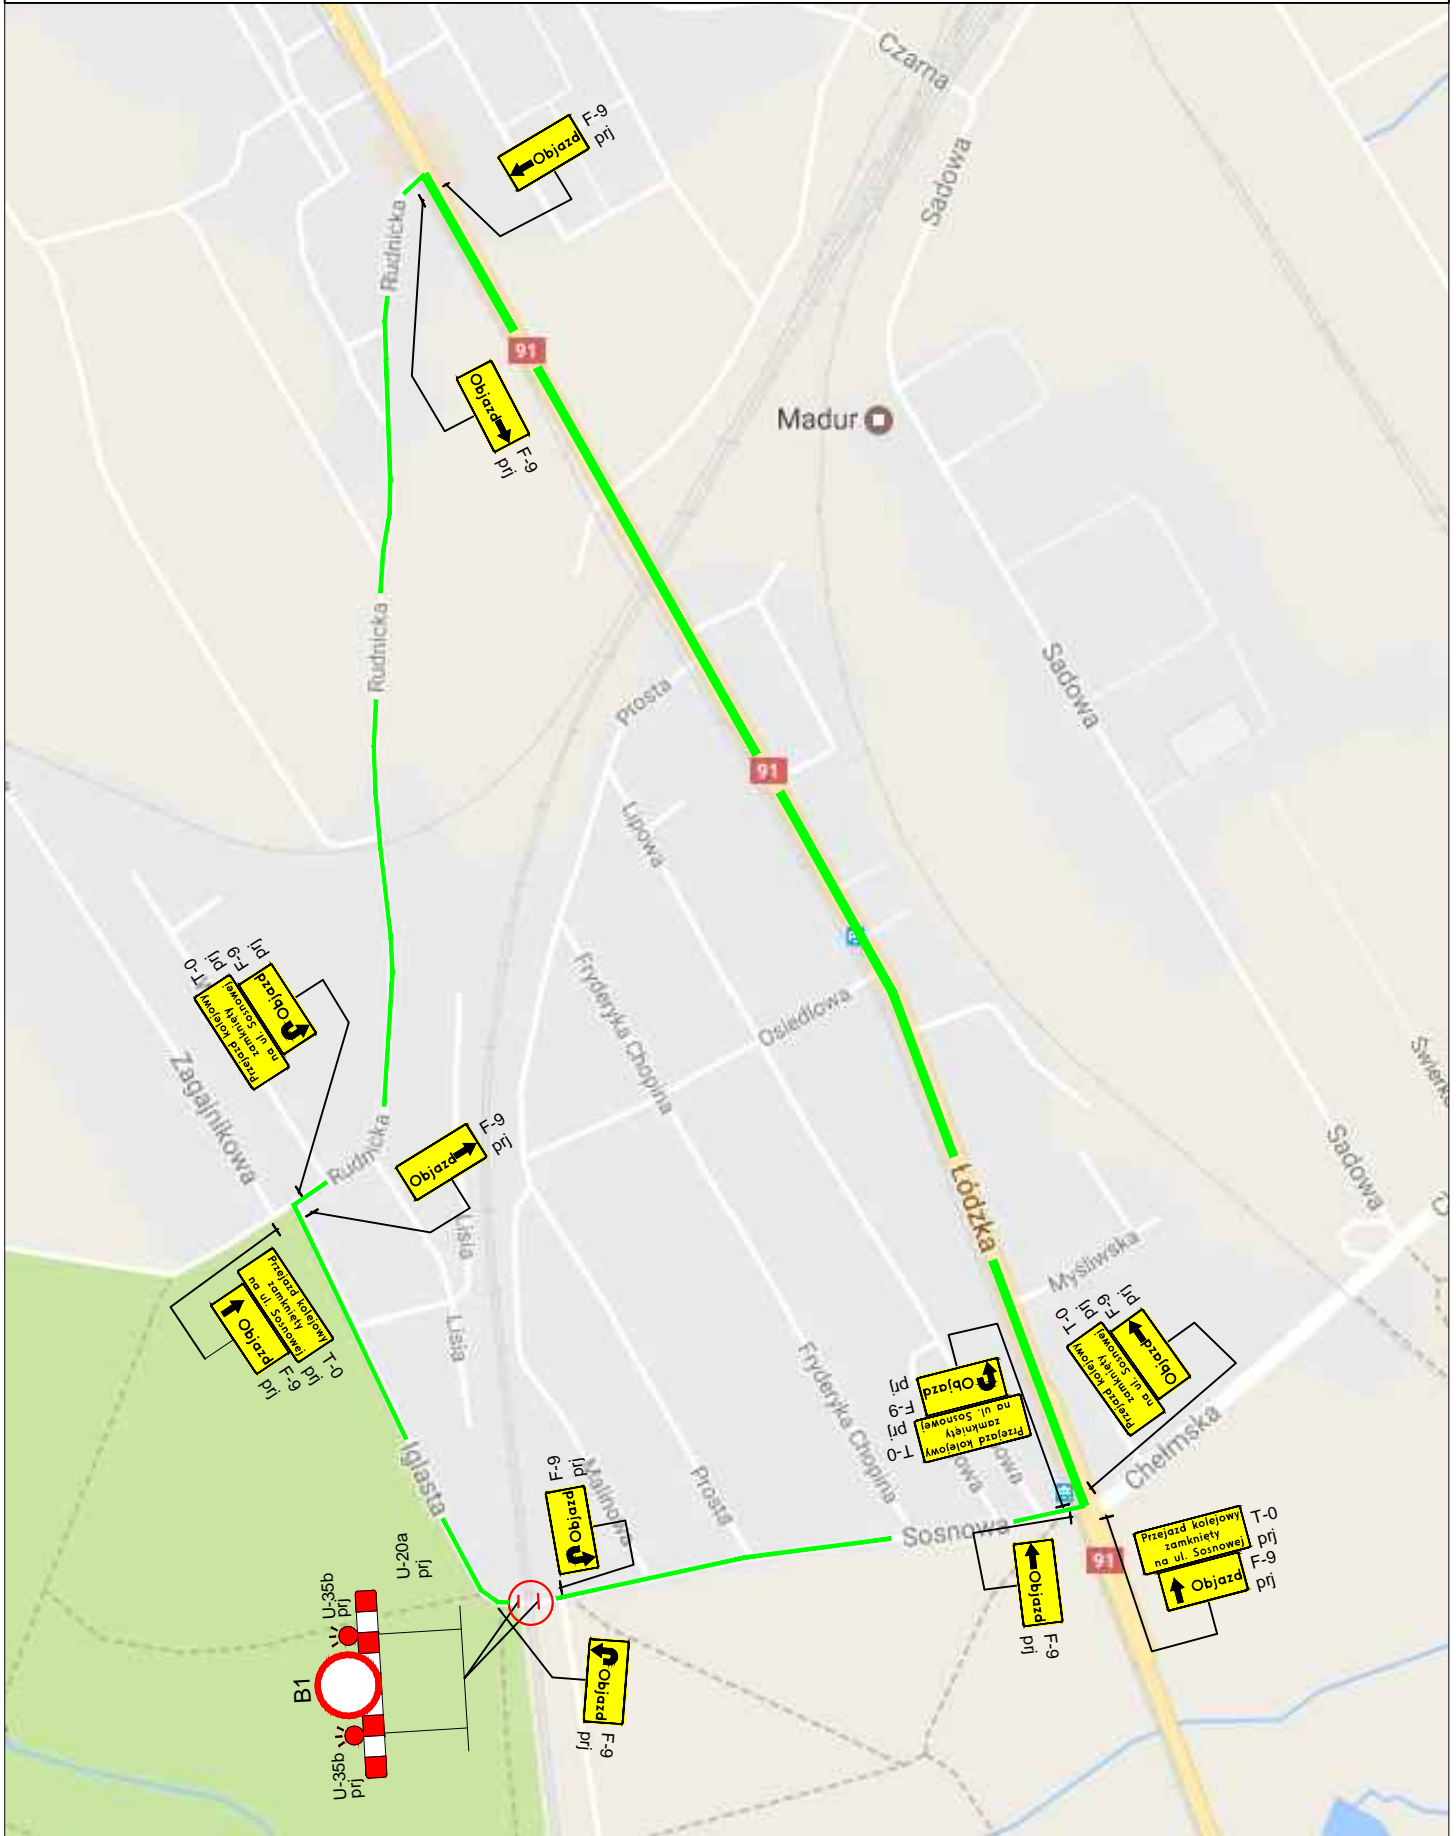 Czarna
F-9
prj
Objazd
Sadowa
Rudnicka
91
Objazd
F-9
prj
Madur
Rudnicka
Prosta
Sadowa
91
Lipowa
T-0
prj
F-9
prj
Przejazd kolejowy
zamknięty
na ul. Sosnowej
Objazd
Fryderyka Chopina
Osiedlowa
Zagajnikowa
Rudnicka
Objazd
F-9
prj
Lisia
Łódzka
Sadowa
Przejazd kolejowy
zamknięty
na ul. Sosnowej
Objazd
T-0
prj
F-9
prj
Lisia
Myśliwska
T-0
prj
F-9
prj
Przejazd kolejowy
zamknięty
na ul. Sosnowej
Objazd
Fryderyka Chopina
T-0
prj
F-9
prj
Przejazd kolejowy
zamknięty
na ul. Sosnowej
Objazd
Iglasta
F-9
prj
Objazd
Malinowa
Prosta
Chełmska
Sosnowa
91
Przejazd kolejowy
zamknięty
na ul. Sosnowej
T-0
prj
Objazd
F-9
prj
Objazd
F-9
prj
U-20a
prj
U-35b
prj
B1
U-35b
prj
Objazd
F-9
prj